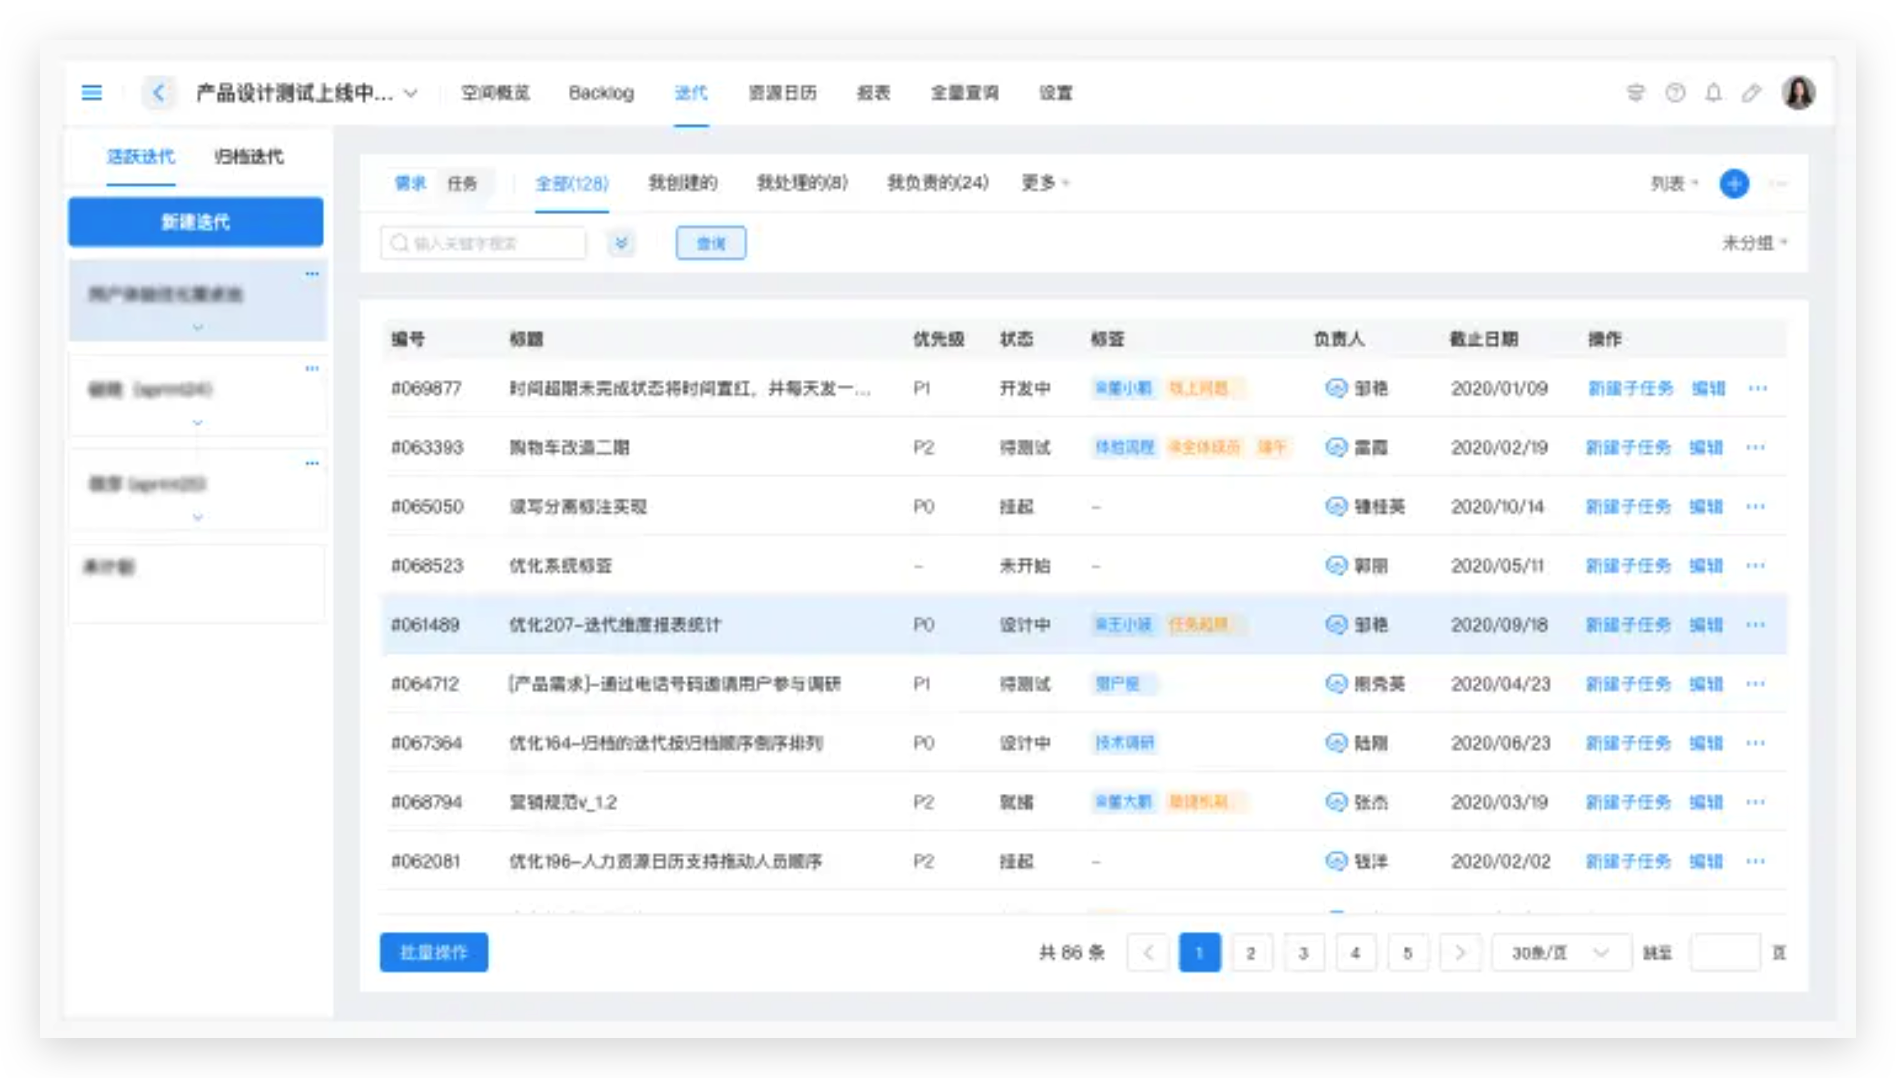 产品设计测试上线中... 空间概览 Backlog 迭代 资源日历 报表 全量查询 设置
活跃迭代 归档迭代
新建迭代
需求 任务 全部(128) 我创建的 我处理的(8) 我负责的(24) 更多 列表
输入关键字搜索 查询 未分组
编号 标题 优先级 状态 标签 负责人 截止日期 操作
#069877 时间超期未完成状态将时间置红，并每天发一... P1 开发中 @董小鹏 线上问题 邹艳 2020/01/09 新建子任务 编辑 ...
#063393 购物车改造二期 P2 待测试 体验流程 @全体成员 端午 雷霞 2020/02/19 新建子任务 编辑 ...
#065050 读写分离标注实现 P0 挂起 - 锺桂英 2020/10/14 新建子任务 编辑 ...
#068523 优化系统标签 - 未开始 - 郭丽 2020/05/11 新建子任务 编辑 ...
#061489 优化207-迭代维度报表统计 P0 设计中 任务超期 邹艳 2020/09/18 新建子任务 编辑 ...
#064712 [产品需求]-通过电话号码邀请用户参与调研 P1 待测试 熊秀英 2020/04/23 新建子任务 编辑 ...
#067364 优化164-归档的迭代按归档顺序倒序排列 P0 设计中 技术调研 陆刚 2020/06/23 新建子任务 编辑 ...
#068794 营销规范v_1.2 P2 就绪 @董大鹏 张杰 2020/03/19 新建子任务 编辑 ...
#062081 优化196-人力资源日历支持拖动人员顺序 P2 挂起 - 钱洋 2020/02/02 新建子任务 编辑 ...
批量操作 共 86 条 1 2 3 4 5 30条/页 跳至 页